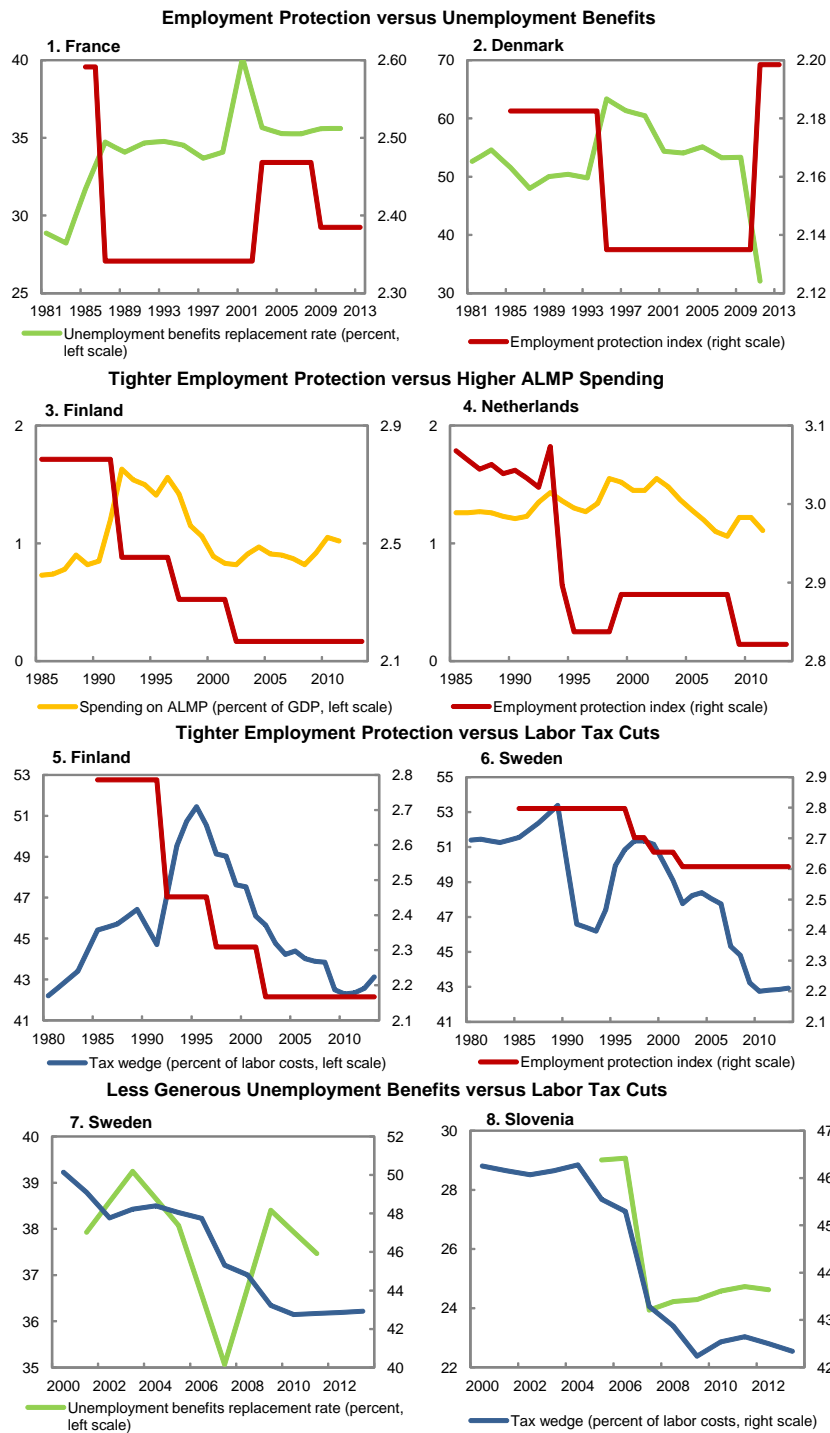 Employment Protection versus Unemployment Benefits
1. France
40
35
30
25
2.60
2.50
2.40
2.30
1981 1985 1989 1993 1997 2001 2005 2009 2013
Unemployment benefits replacement rate (percent,
left scale)
2. Denmark
70
60
50
40
30
2.20
2.18
2.16
2.14
2.12
1981 1985 1989 1993 1997 2001 2005 2009 2013
Employment protection index (right scale)
Tighter Employment Protection versus Higher ALMP Spending
3. Finland
2
1
0
2.9
2.5
2.1
1985 1990 1995 2000 2005 2010
Spending on ALMP (percent of GDP, left scale)
4. Netherlands
2
1
0
3.1
3.0
2.9
2.8
1985 1990 1995 2000 2005 2010
Employment protection index (right scale)
Tighter Employment Protection versus Labor Tax Cuts
5. Finland
53
51
49
47
45
43
41
2.8
2.7
2.6
2.5
2.4
2.3
2.2
2.1
1980 1985 1990 1995 2000 2005 2010
Tax wedge (percent of labor costs, left scale)
6. Sweden
55
53
51
49
47
45
43
41
2.9
2.8
2.7
2.6
2.5
2.4
2.3
2.2
2.1
1980 1985 1990 1995 2000 2005 2010
Employment protection index (right scale)
Less Generous Unemployment Benefits versus Labor Tax Cuts
7. Sweden
40
39
38
37
36
35
52
50
48
46
44
42
40
2000 2002 2004 2006 2008 2010 2012
Unemployment benefits replacement rate (percent,
left scale)
8. Slovenia
30
28
26
24
22
47
46
45
44
43
42
2000 2002 2004 2006 2008 2010 2012
Tax wedge (percent of labor costs, right scale)